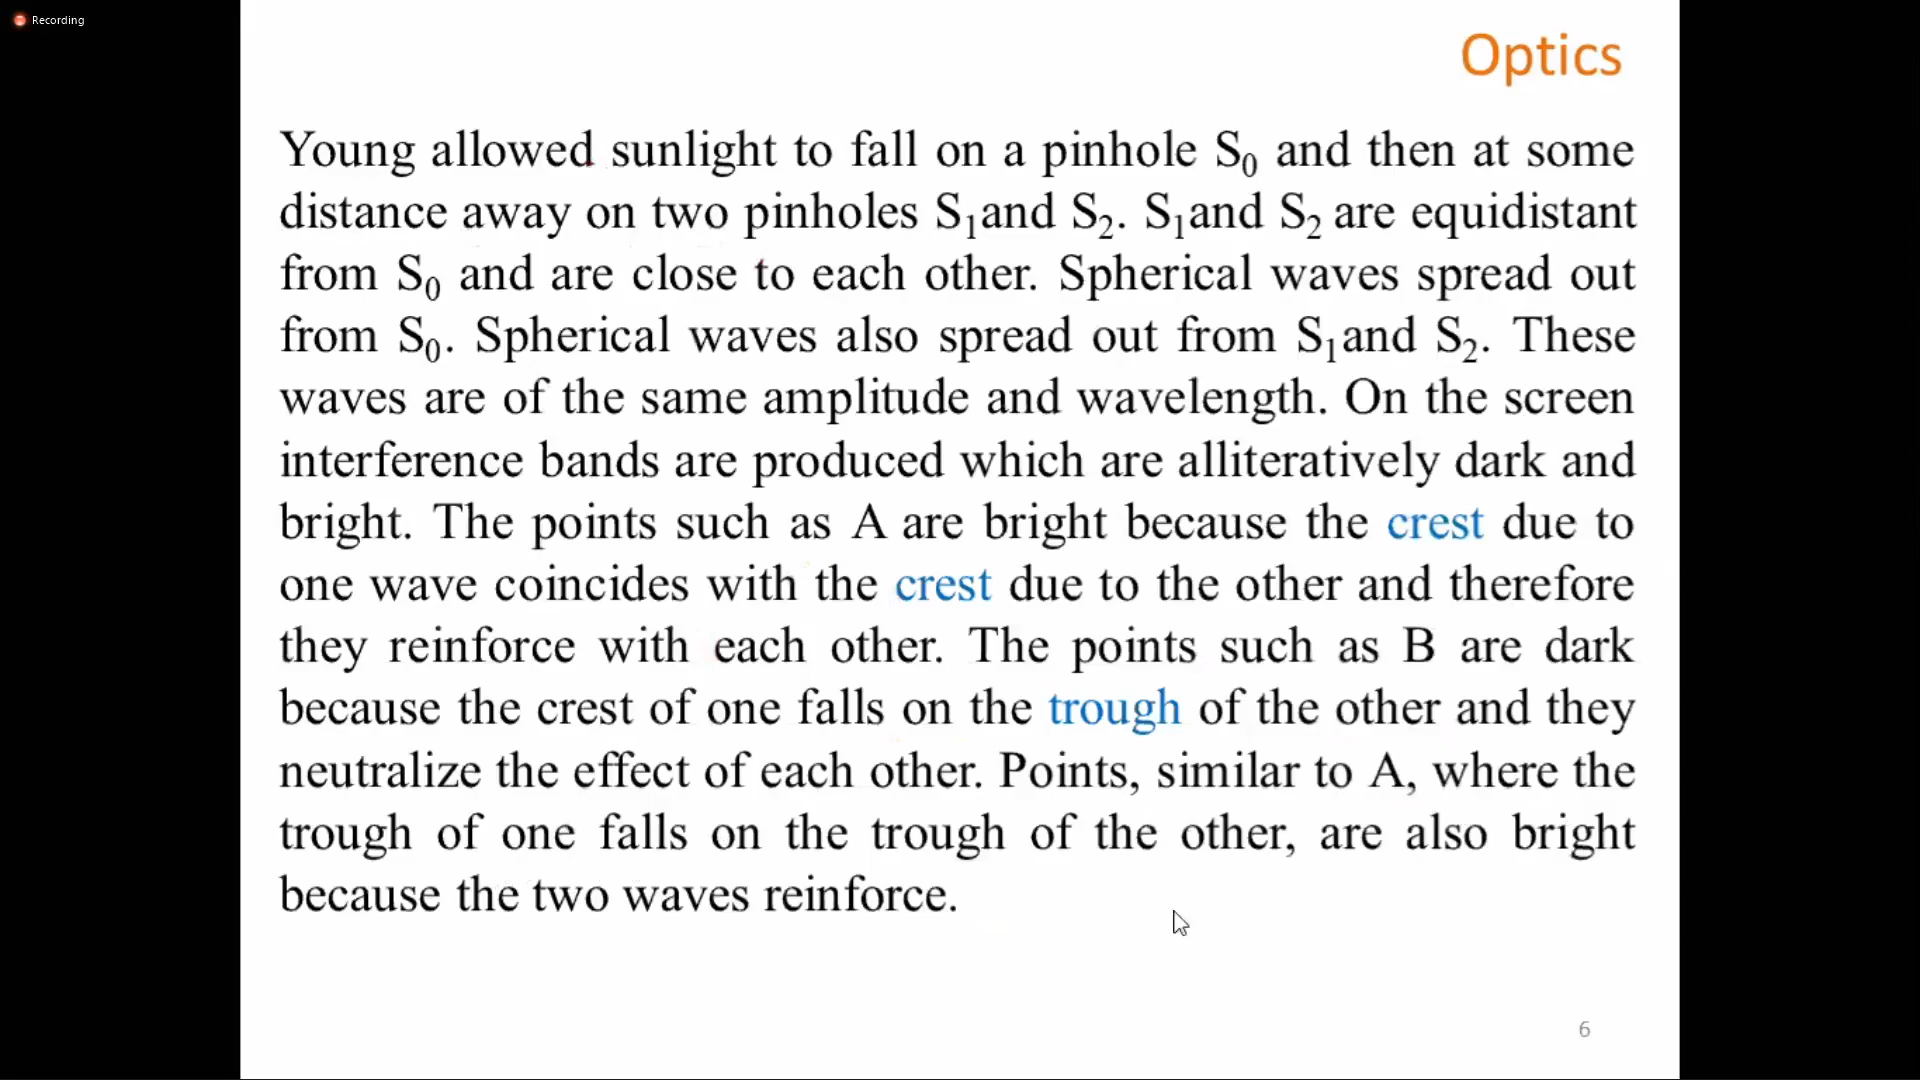 Recording
Optics
Young allowed sunlight to fall on a pinhole S₀ and then at some
distance away on two pinholes S₁and S₂. S₁and S₂ are equidistant
from S₀ and are close to each other. Spherical waves spread out
from S₀. Spherical waves also spread out from S₁and S₂. These
waves are of the same amplitude and wavelength. On the screen
interference bands are produced which are alliteratively dark and
bright. The points such as A are bright because the crest due to
one wave coincides with the crest due to the other and therefore
they reinforce with each other. The points such as B are dark
because the crest of one falls on the trough of the other and they
neutralize the effect of each other. Points, similar to A, where the
trough of one falls on the trough of the other, are also bright
because the two waves reinforce.
6